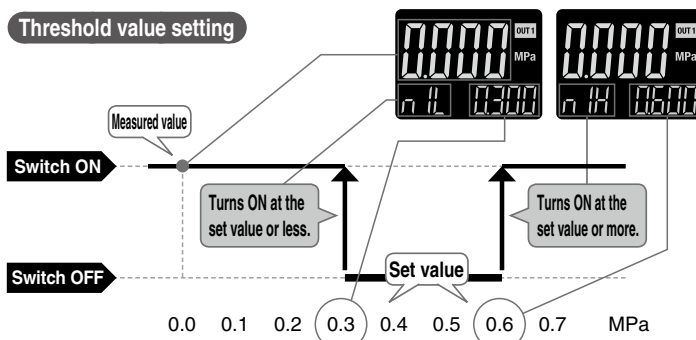 Threshold value setting
0.000
OUT1
MPa
n1L
0.300
0.000
OUT1
MPa
n1H
0.600
Measured value
Switch ON
Turns ON at the
set value or less.
Turns ON at the
set value or more.
Switch OFF
Set value
0.0 0.1 0.2 0.3 0.4 0.5 0.6 0.7 MPa